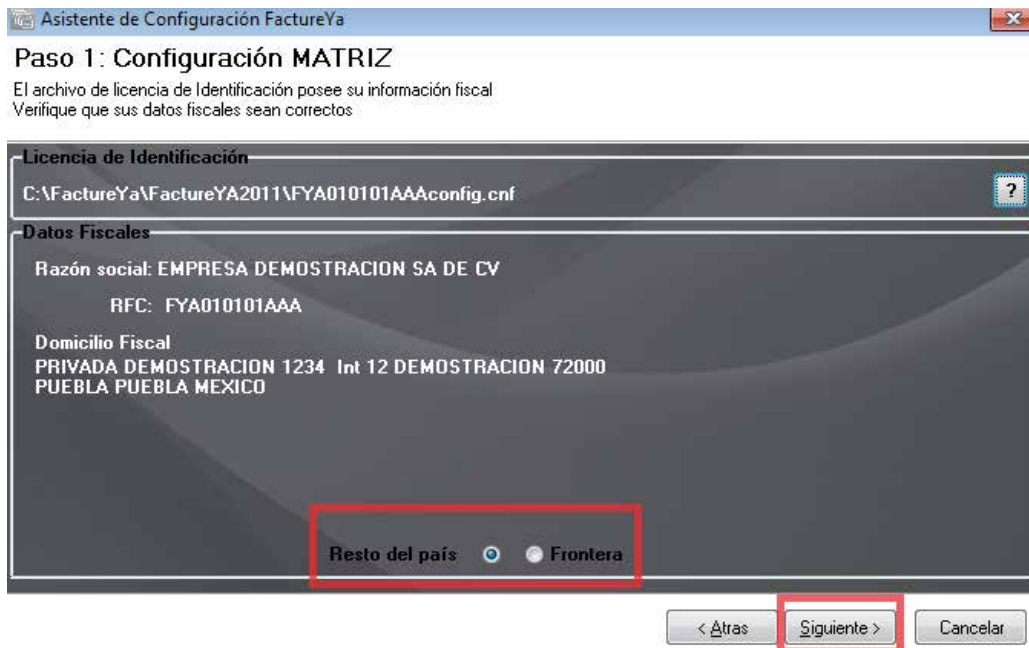 Asistente de Configuración FactureYa
Paso 1: Configuración MATRIZ
El archivo de licencia de Identificación posee su información fiscal
Verifique que sus datos fiscales sean correctos
Licencia de Identificación
C:\FactureYa\FactureYA2011\FYA010101AAAconfig.cnf
?
Datos Fiscales
Razón social: EMPRESA DEMOSTRACION SA DE CV
RFC: FYA010101AAA
Domicilio Fiscal
PRIVADA DEMOSTRACION 1234 Int 12 DEMOSTRACION 72000
PUEBLA PUEBLA MEXICO
Resto del país Frontera
< Atras Siguiente > Cancelar